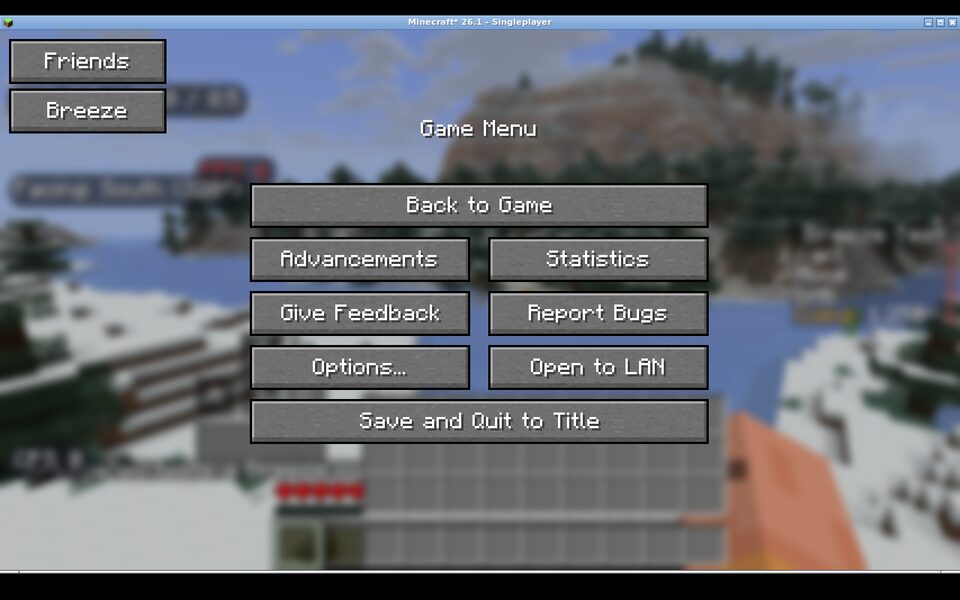 Minecraft* 26.1 - Singleplayer
Friends
Breeze
Game Menu
Back to Game
Advancements
Statistics
Give Feedback
Report Bugs
Options...
Open to LAN
Save and Quit to Title